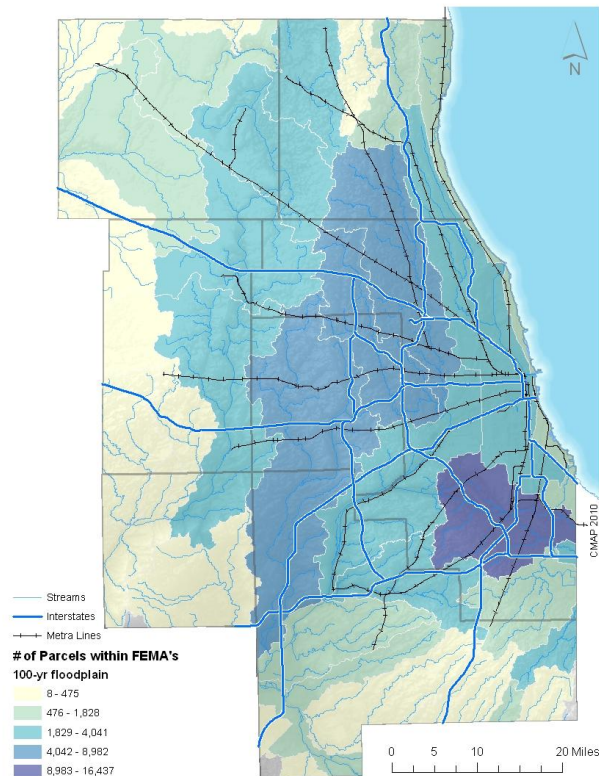 N
CMAP 2010
Streams
Interstates
Metra Lines
# of Parcels within FEMA's
100-yr floodplain
8 - 475
476 - 1,828
1,829 - 4,041
4,042 - 8,982
8,983 - 16,437
0 5 10 20 Miles